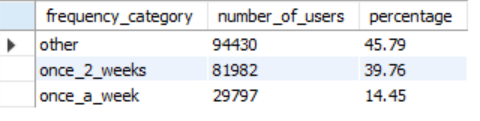 frequency_category number_of_users percentage
other 94430 45.79
once_2_weeks 81982 39.76
once_a_week 29797 14.45